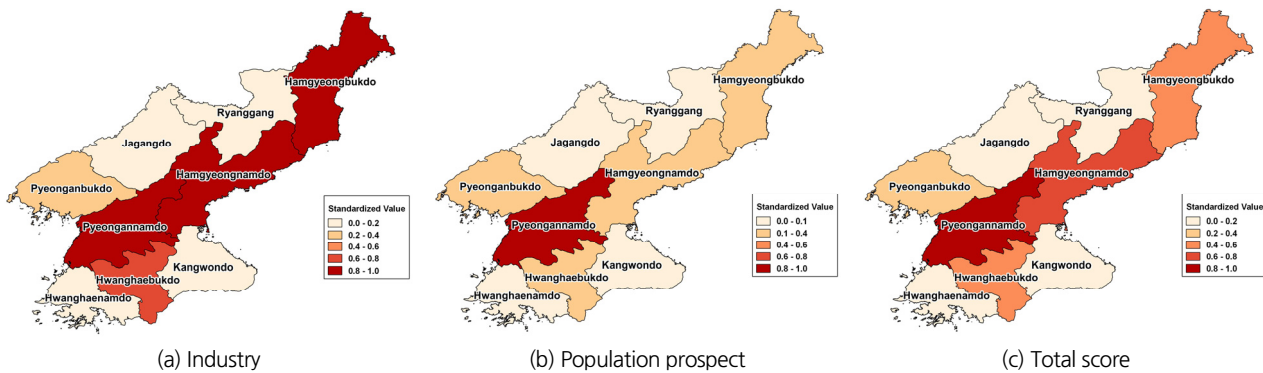 Hamgyeongbukdo
Ryanggang
Jagangdo
Hamgyeongnamdo
Pyeonganbukdo
Pyeongannamdo
Kangwondo
Hwanghaebukdo
Hwanghaenamdo
Standardized Value
0.0 - 0.2
0.2 - 0.4
0.4 - 0.6
0.6 - 0.8
0.8 - 1.0
(a) Industry
Hamgyeongbukdo
Ryanggang
Jagangdo
Hamgyeongnamdo
Pyeonganbukdo
Pyeongannamdo
Kangwondo
Hwanghaebukdo
Hwanghaenamdo
Standardized Value
0.0 - 0.1
0.1 - 0.4
0.4 - 0.6
0.6 - 0.8
0.8 - 1.0
(b) Population prospect
Hamgyeongbukdo
Ryanggang
Jagangdo
Hamgyeongnamdo
Pyeonganbukdo
Pyeongannamdo
Kangwondo
Hwanghaebukdo
Hwanghaenamdo
Standardized Value
0.0 - 0.2
0.2 - 0.4
0.4 - 0.6
0.6 - 0.8
0.8 - 1.0
(c) Total score